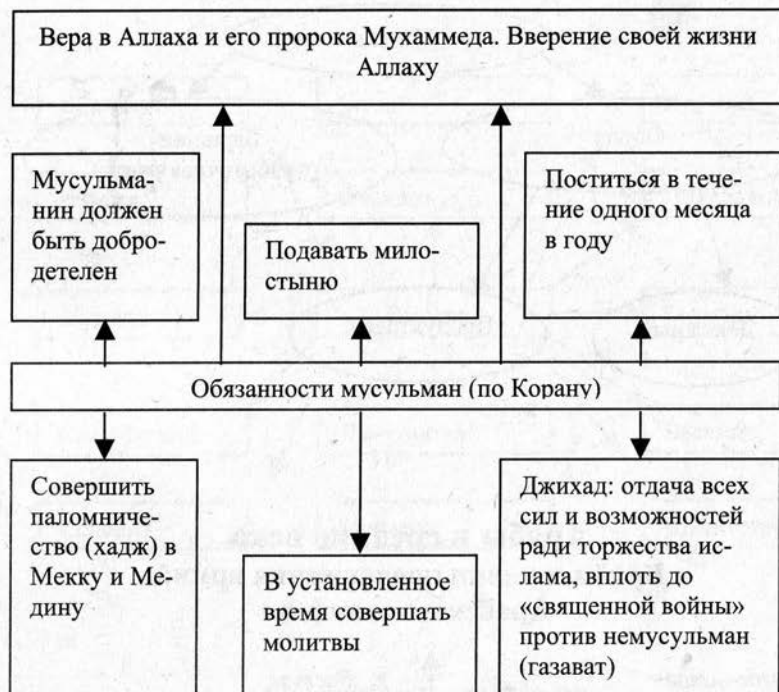 Вера в Аллаха и его пророка Мухаммеда. Вверение своей жизни
Аллаху
Мусульма-
нин должен
быть добро-
детелен
Подавать мило-
стыню
Поститься в тече-
ние одного месяца
в году
Обязанности мусульман (по Корану)
Совершить
паломниче-
ство (хадж) в
Мекку и Ме-
дину
В установленное
время совершать
молитвы
Джихад: отдача всех
сил и возможностей
ради торжества ис-
лама, вплоть до
«священной войны»
против немусульман
(газават)